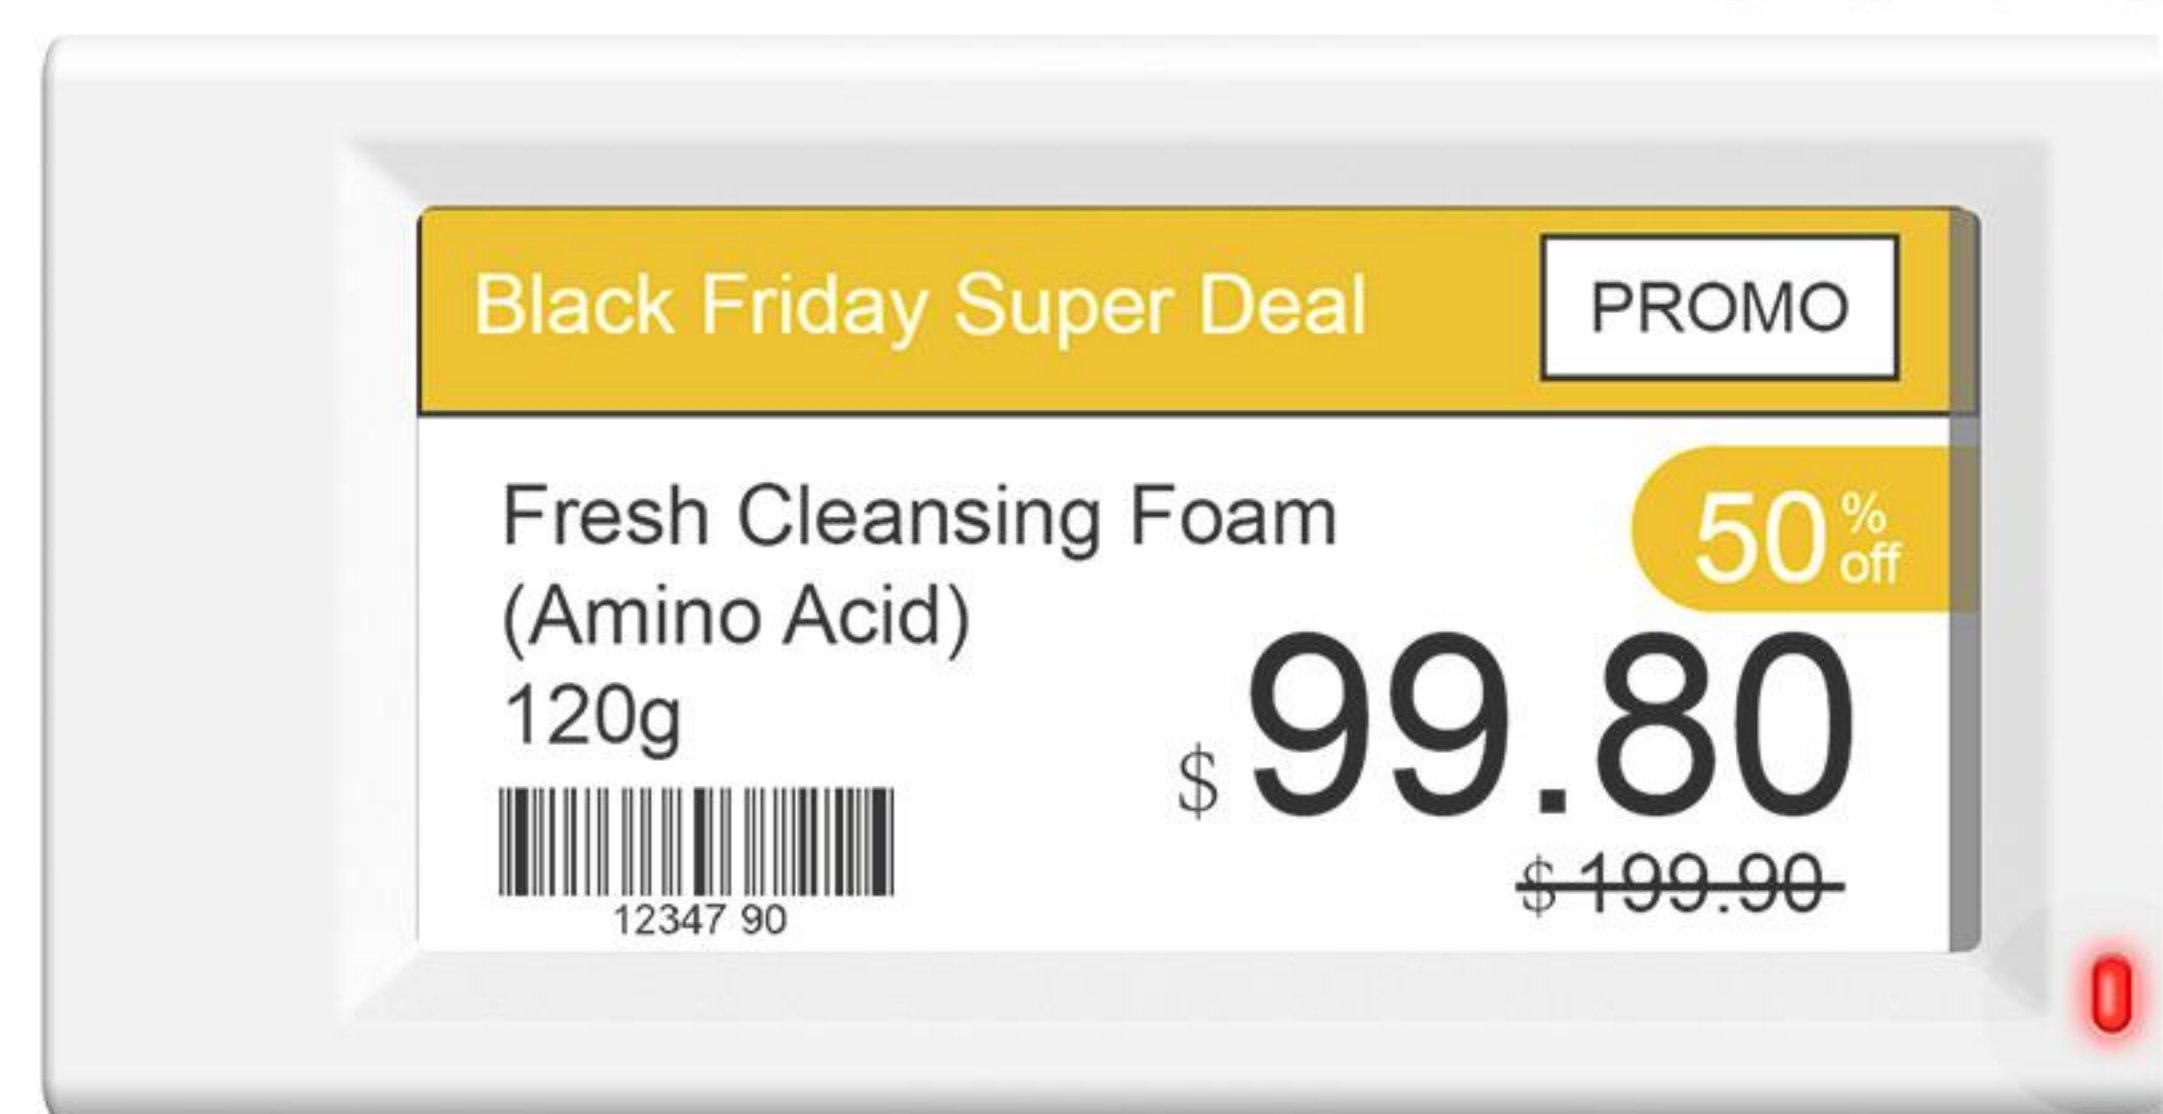 Black Friday Super Deal
PROMO
Fresh Cleansing Foam
(Amino Acid)
120g
50 % off
$ 99.80
$ 199.90
12347 90